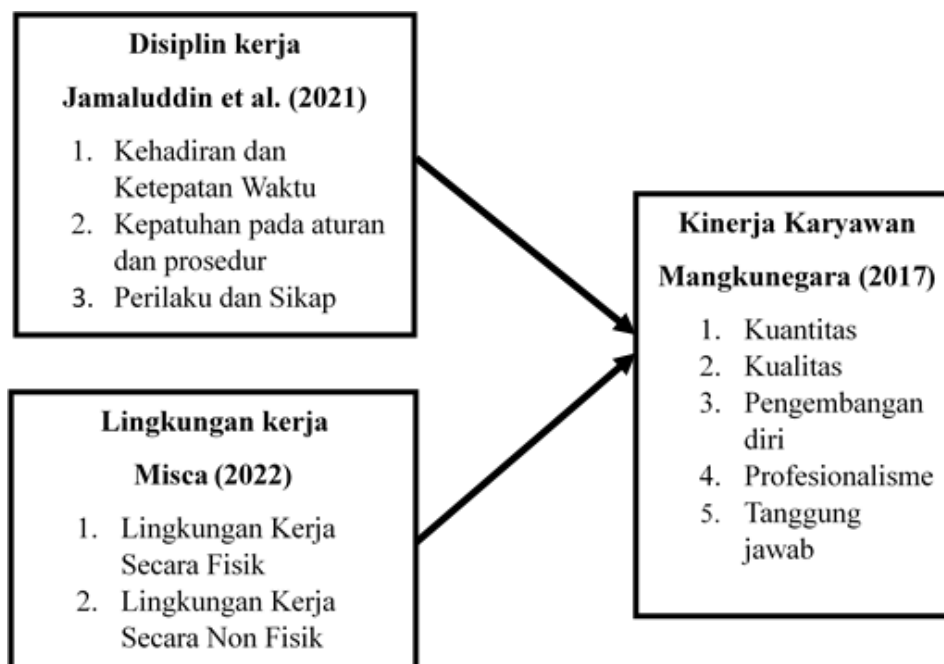 Disiplin kerja
Jamaluddin et al. (2021)
1. Kehadiran dan
Ketepatan Waktu
2. Kepatuhan pada aturan
dan prosedur
3. Perilaku dan Sikap
Lingkungan kerja
Misca (2022)
1. Lingkungan Kerja
Secara Fisik
2. Lingkungan Kerja
Secara Non Fisik
Kinerja Karyawan
Mangkunegara (2017)
1. Kuantitas
2. Kualitas
3. Pengembangan
diri
4. Profesionalisme
5. Tanggung
jawab